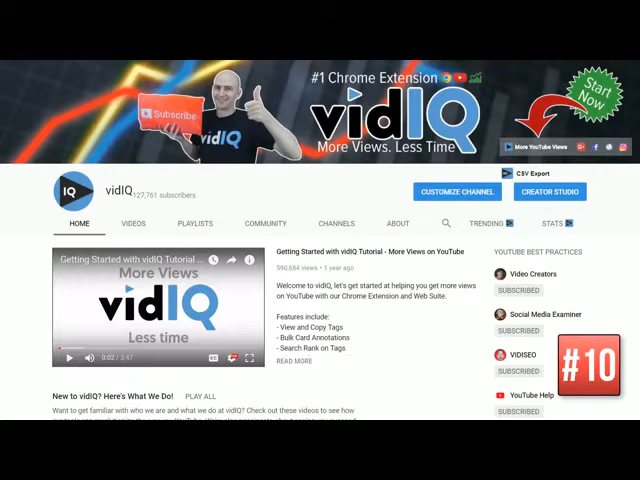 #1 Chrome Extension
Start
Now
Subscribe
vidIQ
vidIQ
More Views. Less Time
More YouTube Views
CSV Export
IQ
vidIQ 127,761 subscribers
CUSTOMIZE CHANNEL
CREATOR STUDIO
HOME
VIDEOS
PLAYLISTS
COMMUNITY
CHANNELS
ABOUT
TRENDING
STATS
Getting Started with vidIQ Tutorial ...
More Views
vidIQ
Less time
0:02 / 3:47
Getting Started with vidIQ Tutorial - More Views on YouTube
590,684 views • 1 year ago
Welcome to vidIQ, let's get started at helping you get more views
on YouTube with our Chrome Extension and Web Suite.
Features include:
- View and Copy Tags
- Bulk Card Annotations
- Search Rank on Tags
READ MORE
YOUTUBE BEST PRACTICES
Video Creators
SUBSCRIBED
Social Media Examiner
SUBSCRIBED
VIDISEO
SUBSCRIBED
YouTube Help
SUBSCRIBED
#10
New to vidIQ? Here's What We Do!
PLAY ALL
Want to get familiar with who we are and what we do at vidIQ? Check out these videos to see how